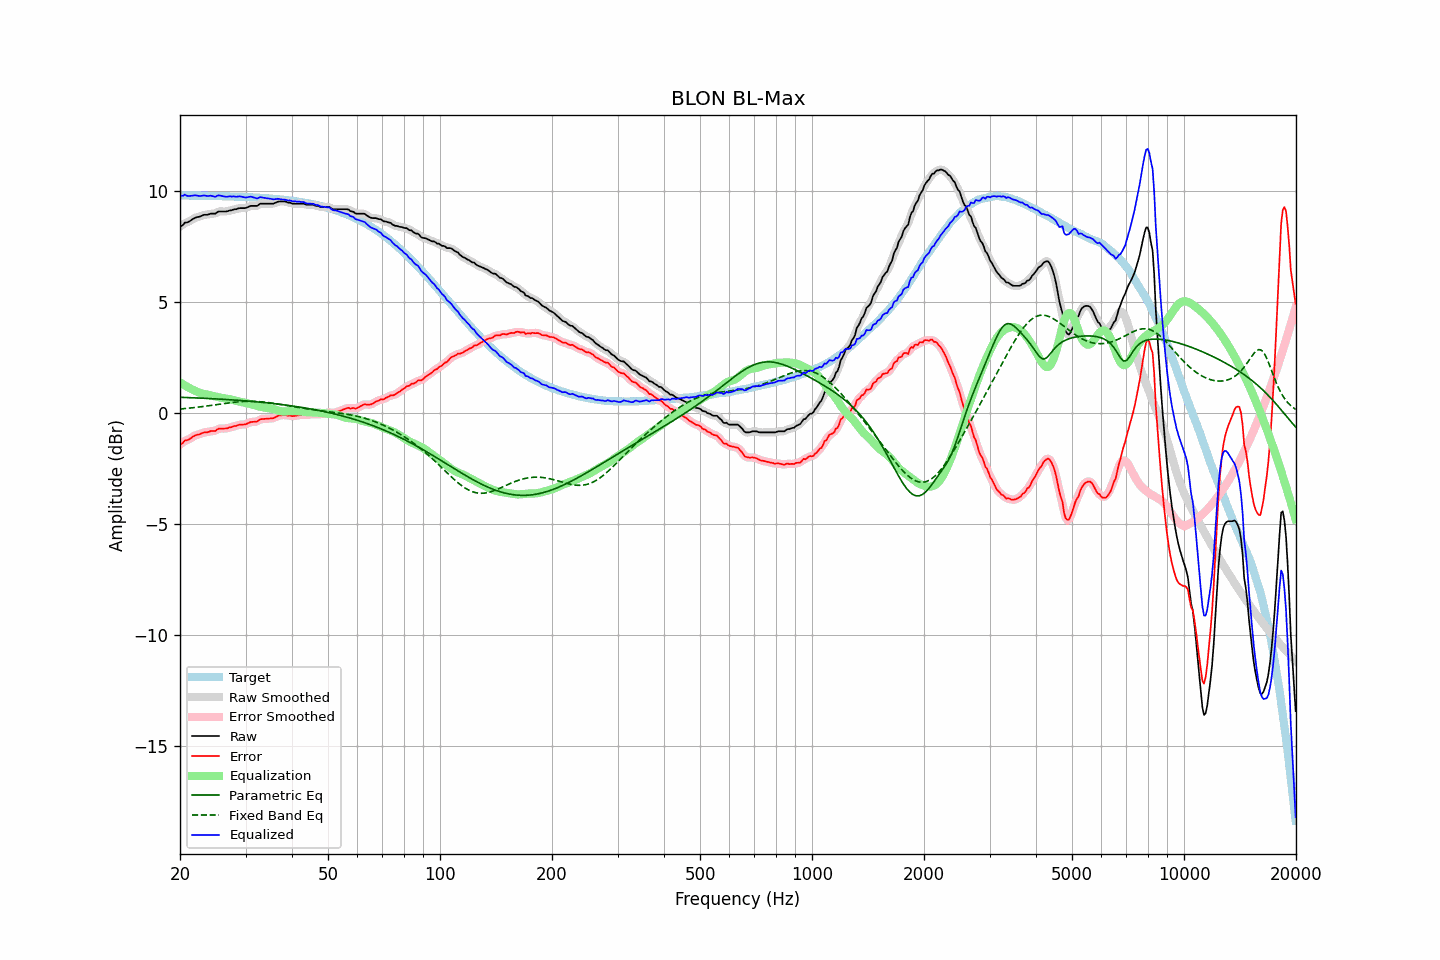 BLON BL-Max
Amplitude (dBr)
10
5
0
−5
−10
−15
Target
Raw Smoothed
Error Smoothed
Raw
Error
Equalization
Parametric Eq
Fixed Band Eq
Equalized
20 50 100 200 500 1000 2000 5000 10000 20000
Frequency (Hz)